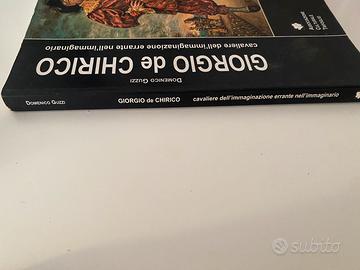 DOMENICO GUZZI
GIORGIO de CHIRICO
cavaliere dell'immaginazione errante nell'immaginario
DOMENICO GUZZI
GIORGIO de CHIRICO
cavaliere dell'immaginazione errante nell'immaginario
subito